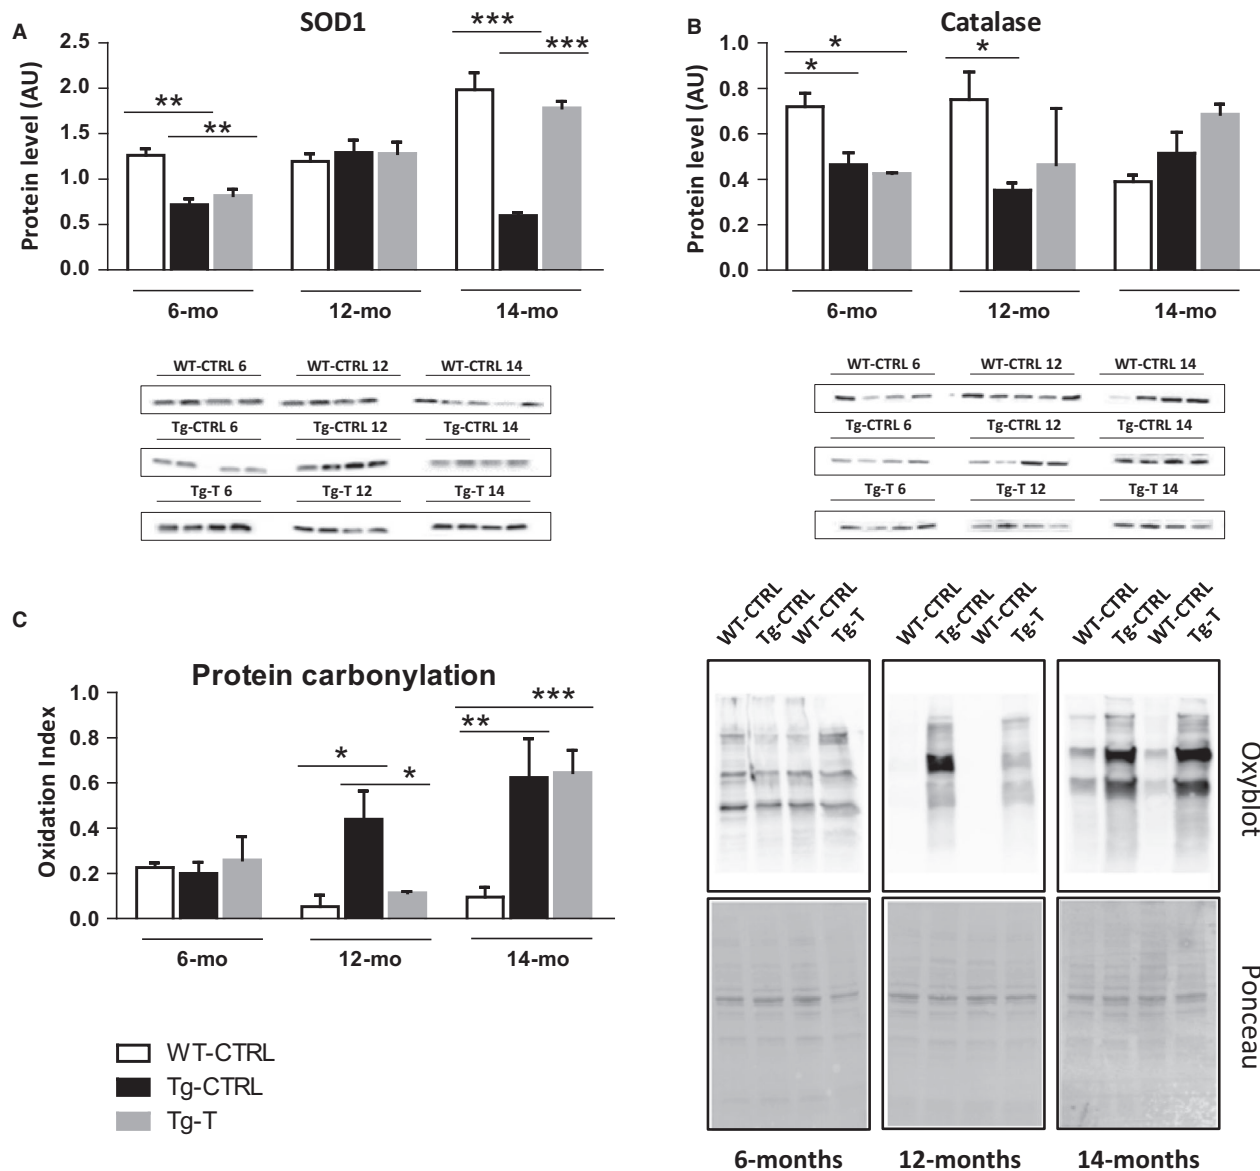 A
SOD1
Protein level (AU)
2.5
2.0
1.5
1.0
0.5
0.0
**
**
***
***
6-mo 12-mo 14-mo
WT-CTRL 6 WT-CTRL 12 WT-CTRL 14
Tg-CTRL 6 Tg-CTRL 12 Tg-CTRL 14
Tg-T 6 Tg-T 12 Tg-T 14
B
Catalase
Protein level (AU)
1.0
0.8
0.6
0.4
0.2
0.0
*
*
*
6-mo 12-mo 14-mo
WT-CTRL 6 WT-CTRL 12 WT-CTRL 14
Tg-CTRL 6 Tg-CTRL 12 Tg-CTRL 14
Tg-T 6 Tg-T 12 Tg-T 14
C
Protein carbonylation
Oxidation Index
1.0
0.8
0.6
0.4
0.2
0.0
*
*
**
***
6-mo 12-mo 14-mo
WT-CTRL
Tg-CTRL
Tg-T
WT-CTRL Tg-CTRL WT-CTRL Tg-T
WT-CTRL Tg-CTRL WT-CTRL Tg-T
WT-CTRL Tg-CTRL WT-CTRL Tg-T
Oxyblot
Ponceau
6-months 12-months 14-months